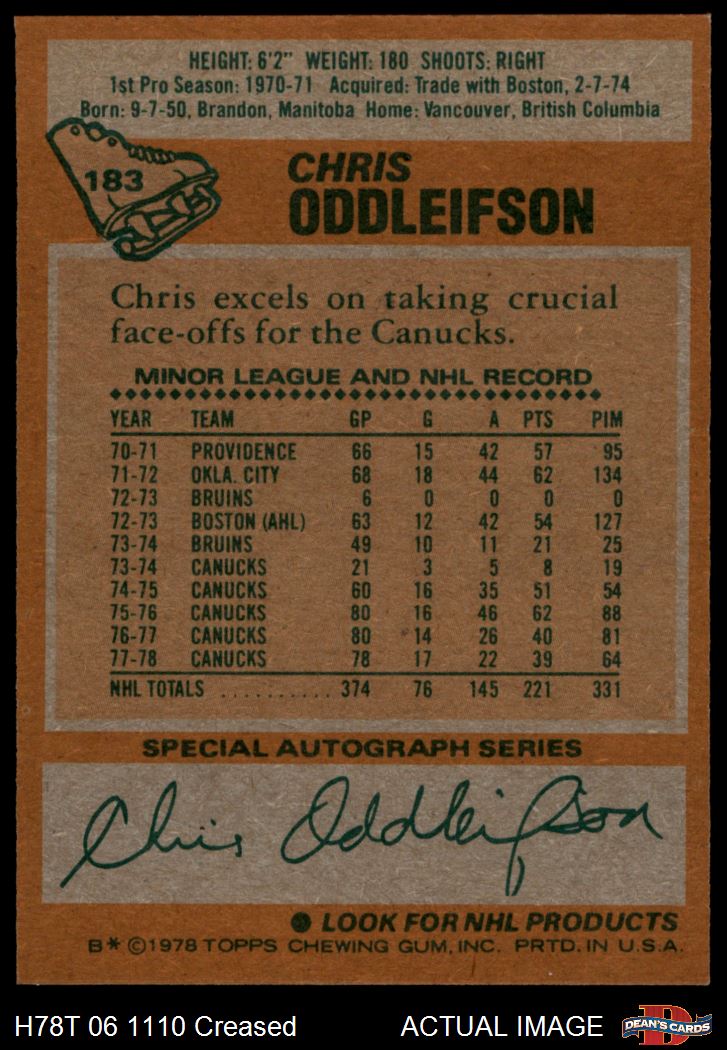 HEIGHT: 6'2" WEIGHT: 180 SHOOTS: RIGHT
1st Pro Season: 1970-71 Acquired: Trade with Boston, 2-7-74
Born: 9-7-50, Brandon, Manitoba Home: Vancouver, British Columbia
183
CHRIS
ODDLEIFSON
Chris excels on taking crucial
face-offs for the Canucks.
MINOR LEAGUE AND NHL RECORD
YEAR TEAM GP G A PTS PIM
70-71 PROVIDENCE 66 15 42 57 95
71-72 OKLA. CITY 68 18 44 62 134
72-73 BRUINS 6 0 0 0 0
72-73 BOSTON (AHL) 63 12 42 54 127
73-74 BRUINS 49 10 11 21 25
73-74 CANUCKS 21 3 5 8 19
74-75 CANUCKS 60 16 35 51 54
75-76 CANUCKS 80 16 46 62 88
76-77 CANUCKS 80 14 26 40 81
77-78 CANUCKS 78 17 22 39 64
NHL TOTALS .......... 374 76 145 221 331
SPECIAL AUTOGRAPH SERIES
Chris Oddleifson
LOOK FOR NHL PRODUCTS
B* ©1978 TOPPS CHEWING GUM, INC. PRTD. IN U.S.A.
H78T 06 1110 Creased ACTUAL IMAGE
D
DEAN'S CARDS